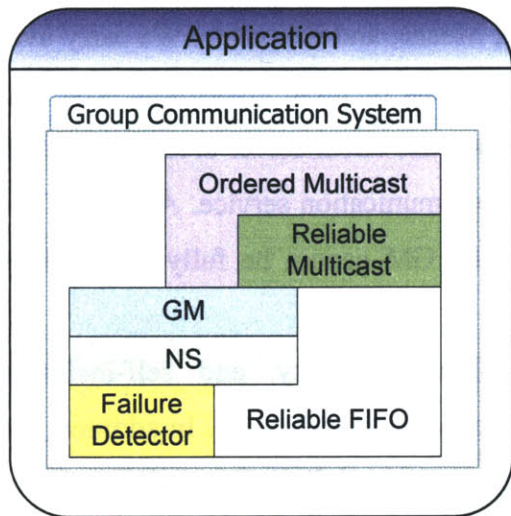 Application
Group Communication System
Ordered Multicast
Reliable
Multicast
GM
NS
Failure
Detector
Reliable FIFO